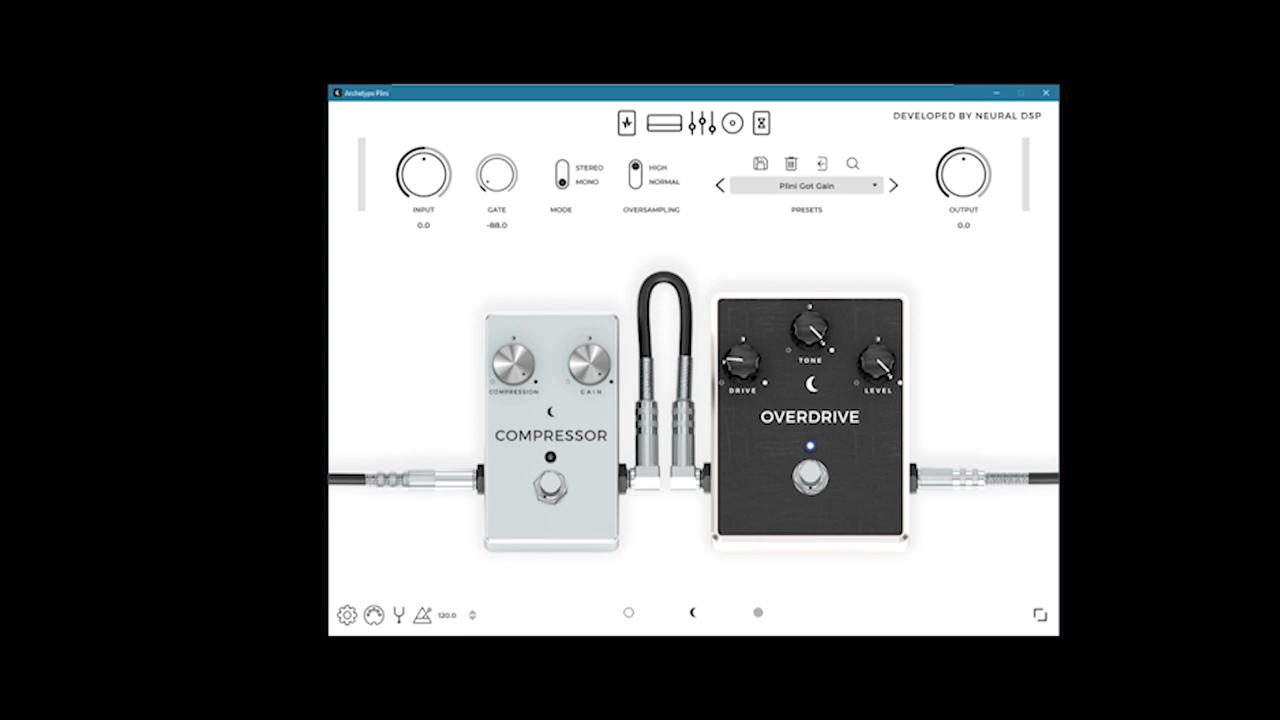 Archetype Plini
DEVELOPED BY NEURAL DSP
STEREO
MONO
HIGH
NORMAL
Plini Got Gain
INPUT
GATE
MODE
OVERSAMPLING
PRESETS
OUTPUT
0.0
-88.0
0.0
TONE
COMPRESSION
GAIN
DRIVE
LEVEL
OVERDRIVE
COMPRESSOR
120.0